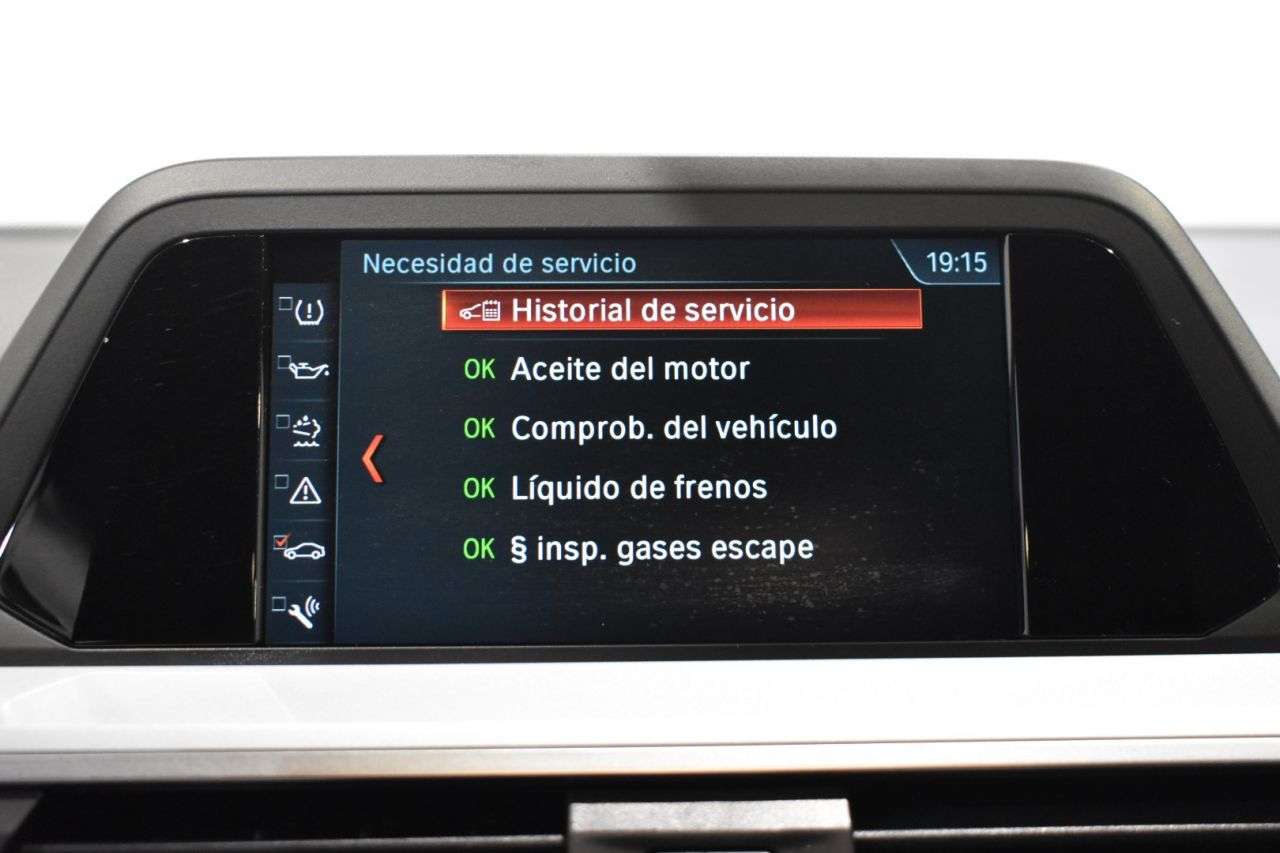 Necesidad de servicio 19:15
Historial de servicio
OK Aceite del motor
OK Comprob. del vehículo
OK Líquido de frenos
OK § insp. gases escape